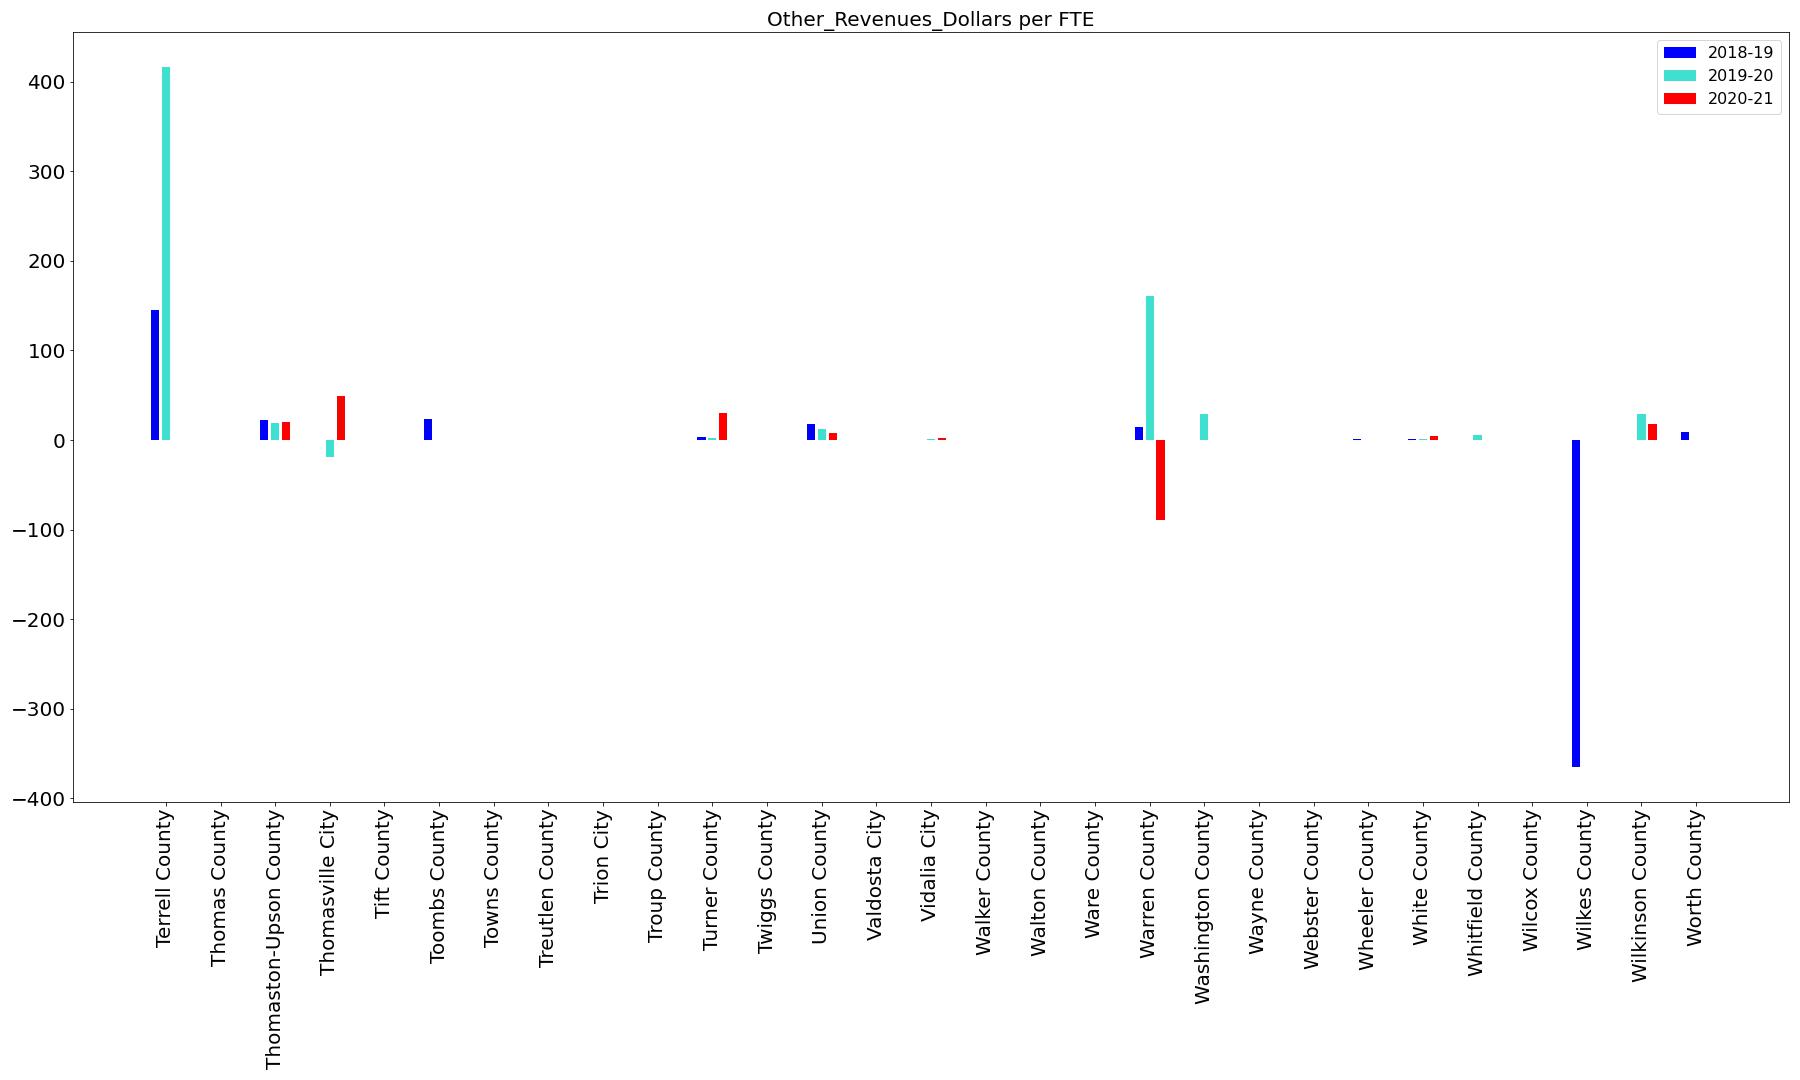 Other_Revenues_Dollars per FTE
2018-19
2019-20
2020-21
400
300
200
100
0
−100
−200
−300
−400
Terrell County
Thomas County
Thomaston-Upson County
Thomasville City
Tift County
Toombs County
Towns County
Treutlen County
Trion City
Troup County
Turner County
Twiggs County
Union County
Valdosta City
Vidalia City
Walker County
Walton County
Ware County
Warren County
Washington County
Wayne County
Webster County
Wheeler County
White County
Whitfield County
Wilcox County
Wilkes County
Wilkinson County
Worth County